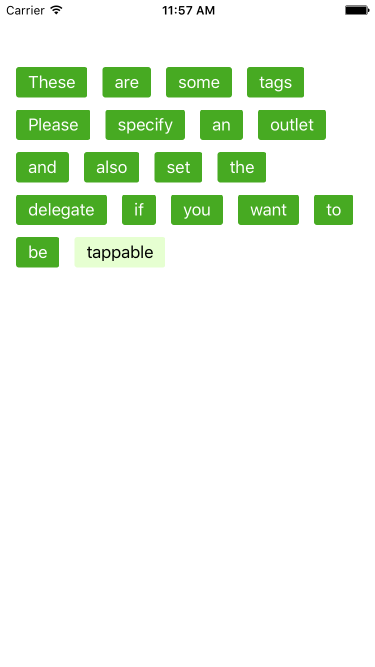 Carrier 11:57 AM
These are some tags
Please specify an outlet
and also set the
delegate if you want to
be tappable